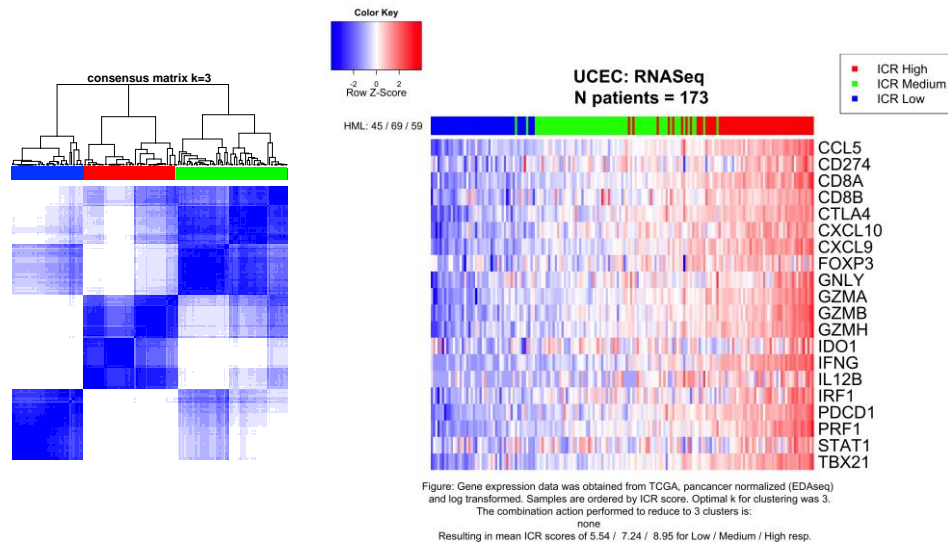 consensus matrix k=3
Color Key
-2 0 2
Row Z-Score
UCEC: RNASeq
N patients = 173
ICR High
ICR Medium
ICR Low
HML: 45 / 69 / 59
CCL5
CD274
CD8A
CD8B
CTLA4
CXCL10
CXCL9
FOXP3
GNLY
GZMA
GZMB
GZMH
IDO1
IFNG
IL12B
IRF1
PDCD1
PRF1
STAT1
TBX21
Figure: Gene expression data was obtained from TCGA, pancancer normalized (EDAseq)
and log transformed. Samples are ordered by ICR score. Optimal k for clustering was 3.
The combination action performed to reduce to 3 clusters is:
none
Resulting in mean ICR scores of 5.54 / 7.24 / 8.95 for Low / Medium / High resp.